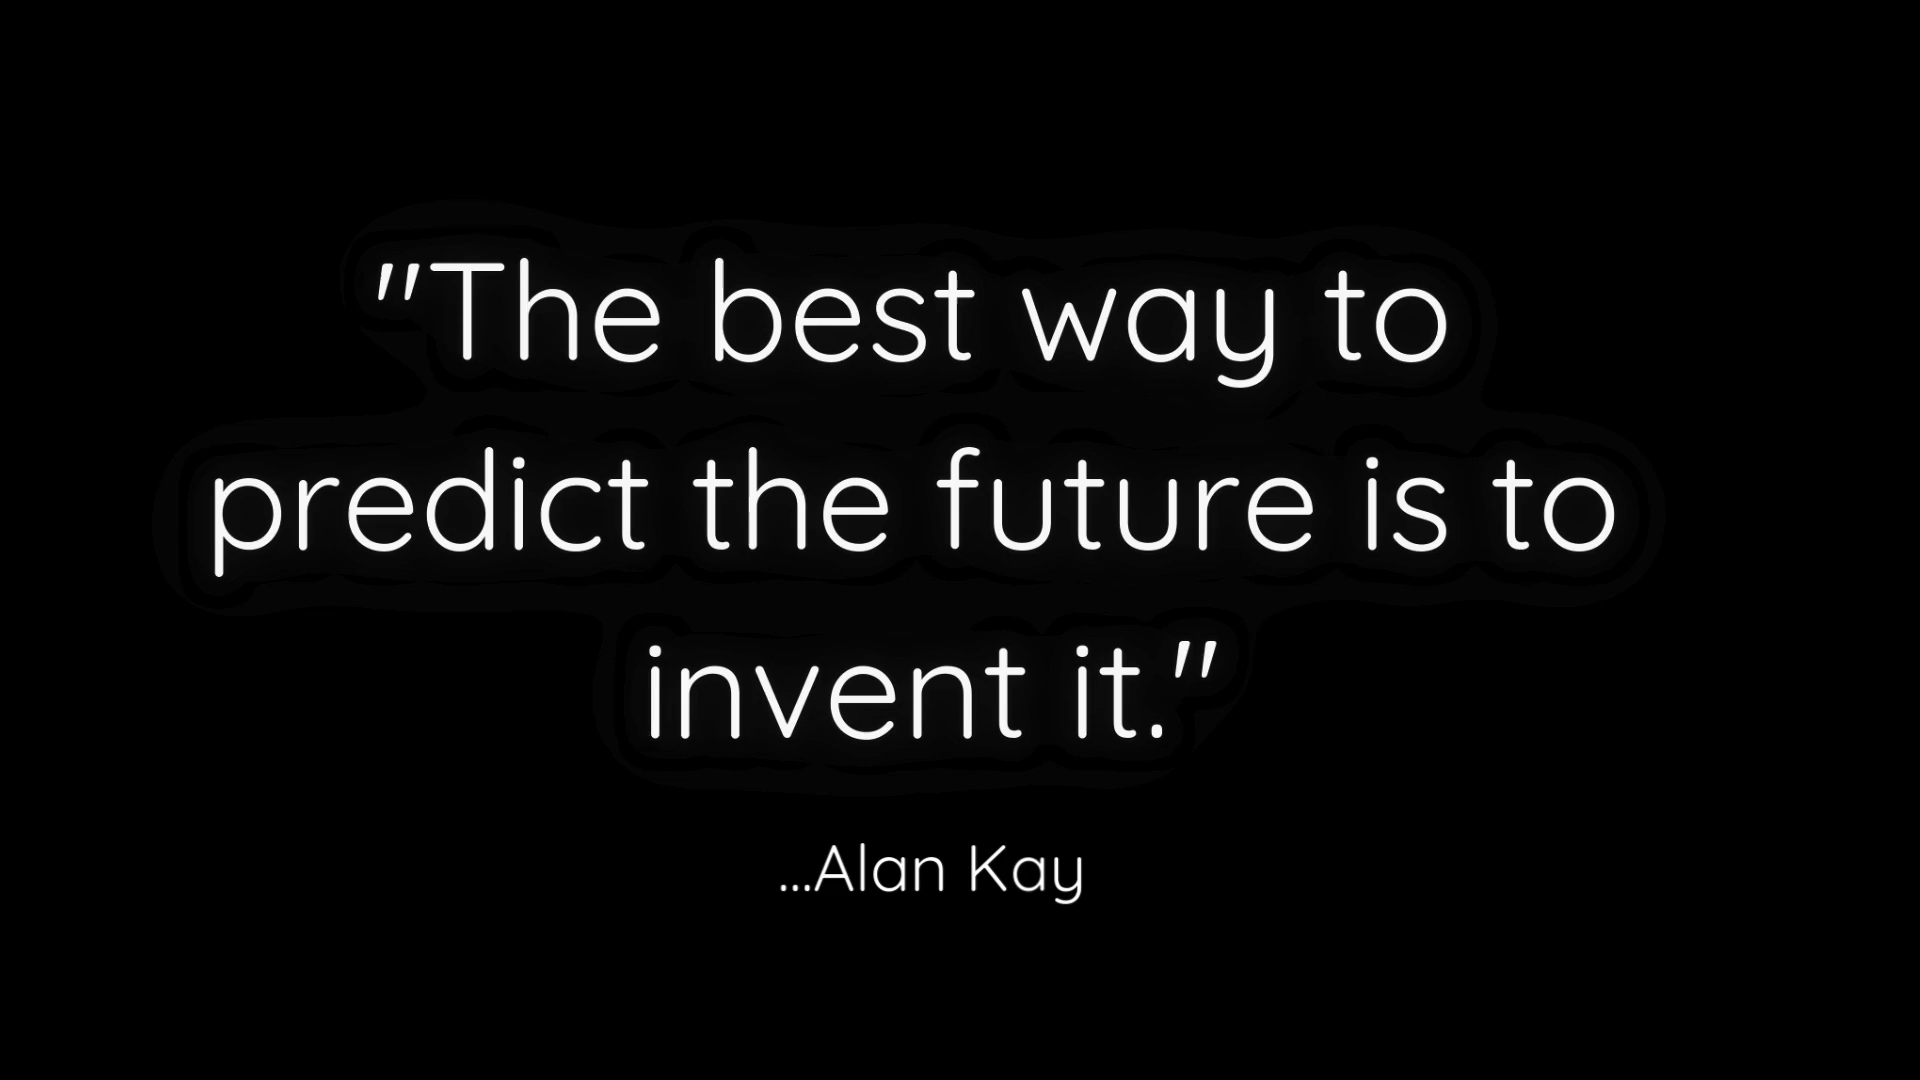 "The best way to
predict the future is to
invent it."
...Alan Kay